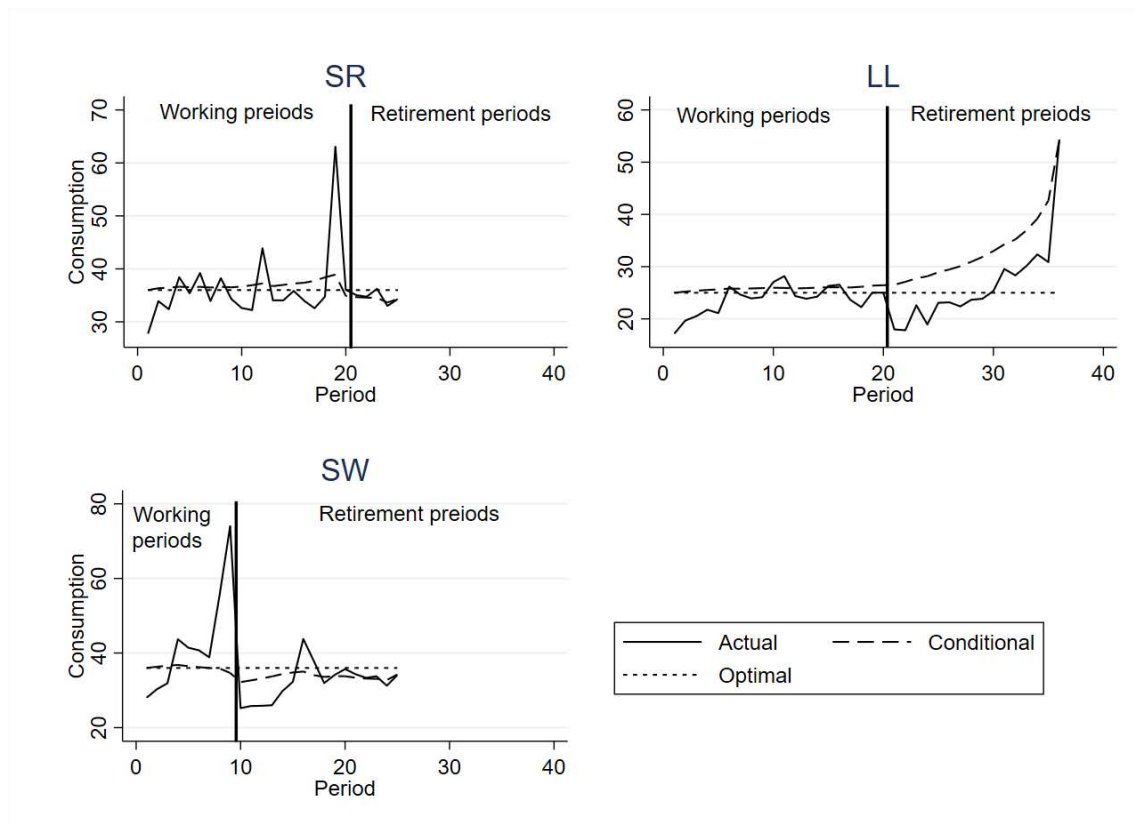 SR
Working preiods
Retirement periods
Consumption
70
60
50
40
30
0
10
20
30
40
Period
LL
Working periods
Retirement preiods
60
50
40
30
20
0
10
20
30
40
Period
SW
Working
periods
Retirement preiods
Consumption
80
60
40
20
0
10
20
30
40
Period
Actual
Conditional
Optimal